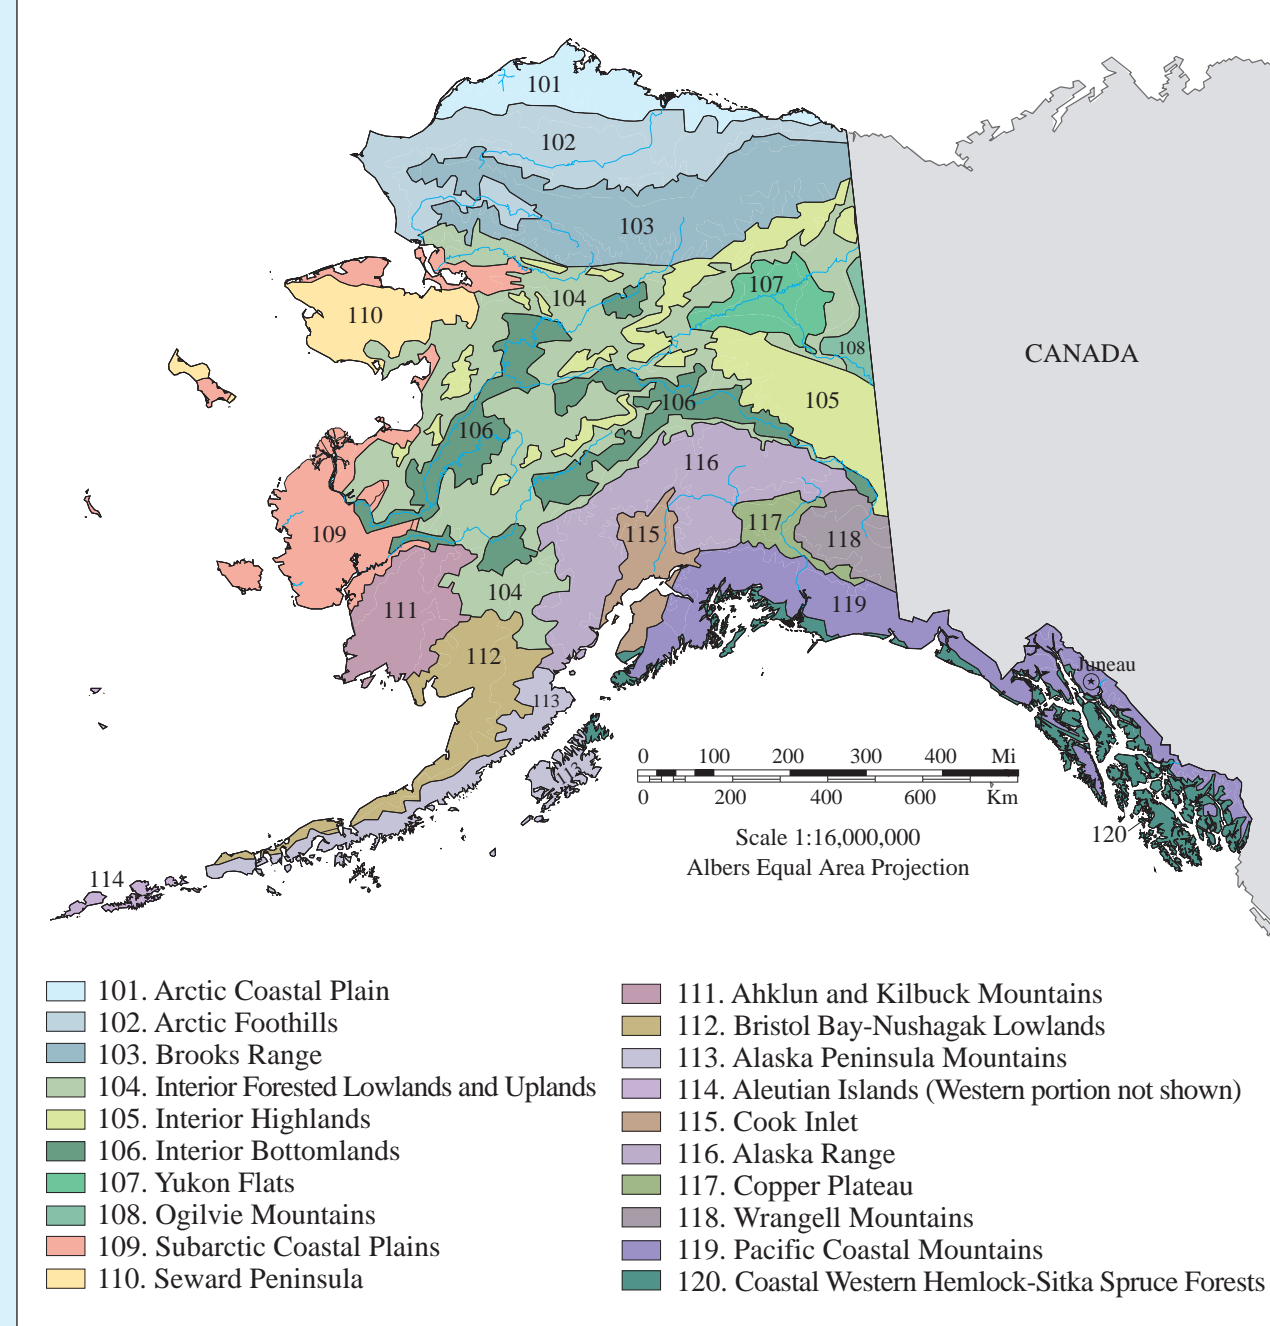 101
102
103
107
104
110
108
CANADA
105
106
106
116
117
115
109
118
104
119
111
112
Juneau
113
0 100 200 300 400 Mi
113
0 200 400 600 Km
120
Scale 1:16,000,000
Albers Equal Area Projection
114
101. Arctic Coastal Plain
102. Arctic Foothills
103. Brooks Range
104. Interior Forested Lowlands and Uplands
105. Interior Highlands
106. Interior Bottomlands
107. Yukon Flats
108. Ogilvie Mountains
109. Subarctic Coastal Plains
110. Seward Peninsula
111. Ahklun and Kilbuck Mountains
112. Bristol Bay-Nushagak Lowlands
113. Alaska Peninsula Mountains
114. Aleutian Islands (Western portion not shown)
115. Cook Inlet
116. Alaska Range
117. Copper Plateau
118. Wrangell Mountains
119. Pacific Coastal Mountains
120. Coastal Western Hemlock-Sitka Spruce Forests